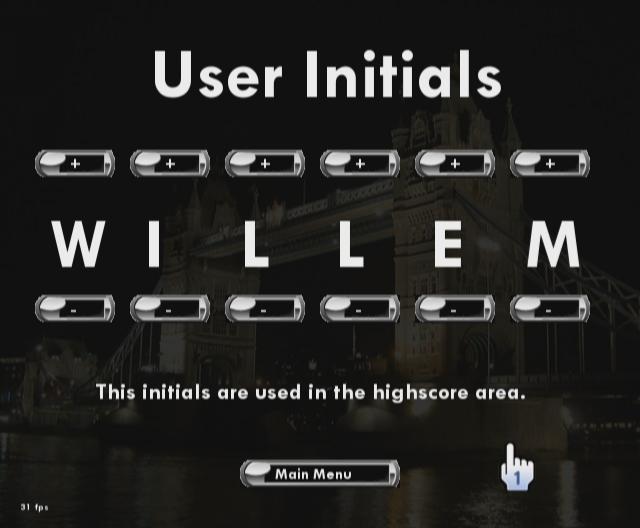 User Initials
+ + + + + +
W I L L E M
- - - - - -
This initials are used in the highscore area.
Main Menu
1
31 fps